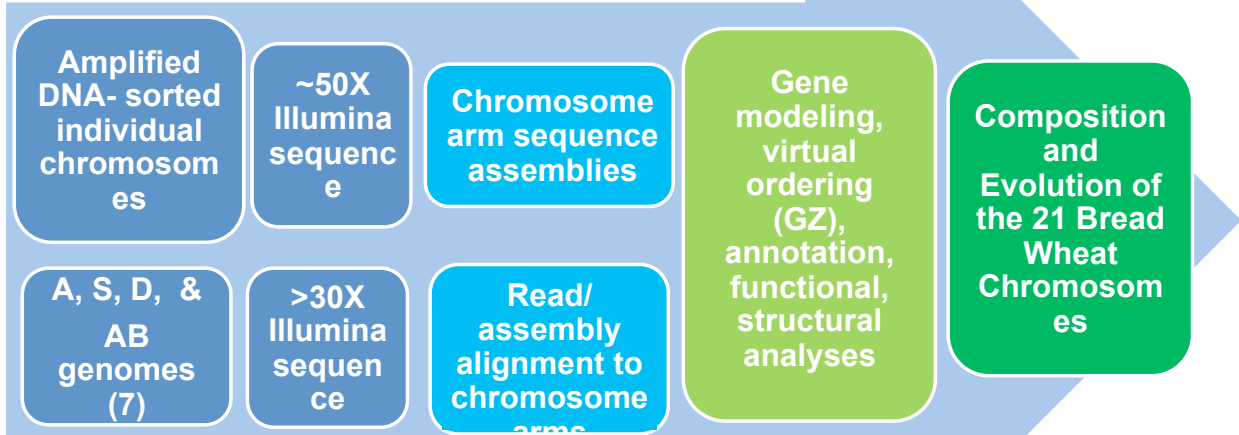 Amplified
DNA- sorted
individual
chromosom
es
~50X
Illumina
sequenc
e
Chromosome
arm sequence
assemblies
A, S, D, &
AB
genomes
(7)
>30X
Illumina
sequen
ce
Read/
assembly
alignment to
chromosome
arms
Gene
modeling,
virtual
ordering
(GZ),
annotation,
functional,
structural
analyses
Composition
and
Evolution of
the 21 Bread
Wheat
Chromosom
es